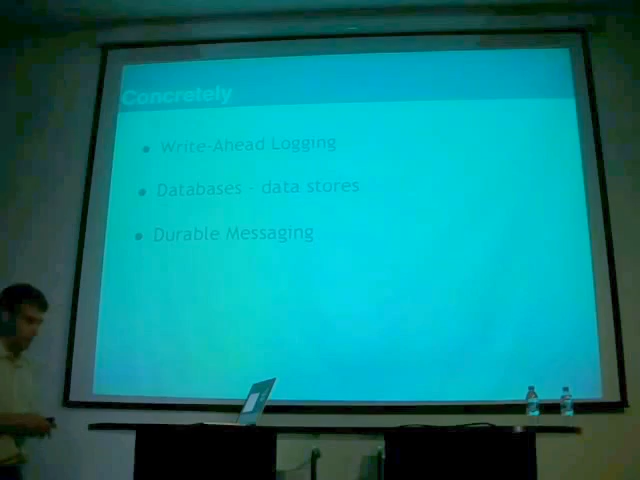 Concretely
• Write-Ahead Logging
• Databases - data stores
• Durable Messaging